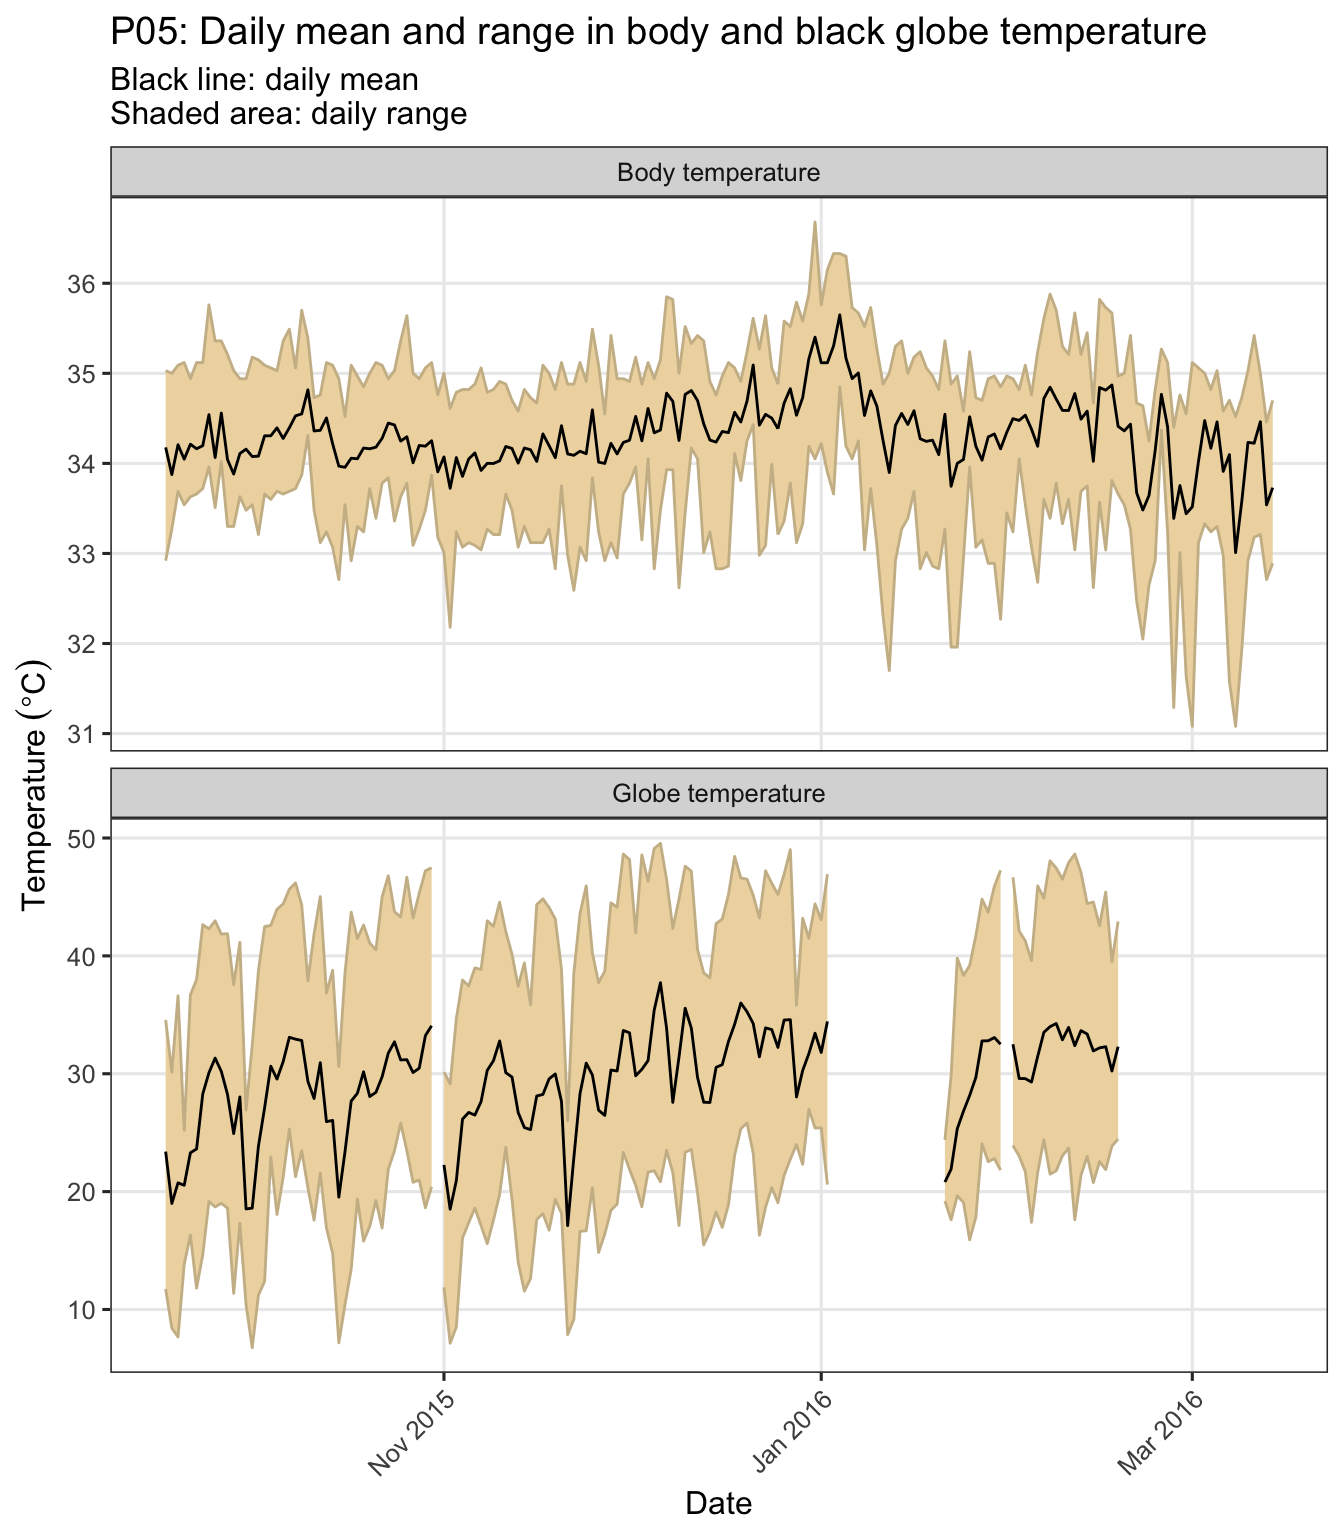 P05: Daily mean and range in body and black globe temperature
Black line: daily mean
Shaded area: daily range
Body temperature
36
35
34
33
32
31
Temperature (°C)
Globe temperature
50
40
30
20
10
Nov 2015
Jan 2016
Mar 2016
Date